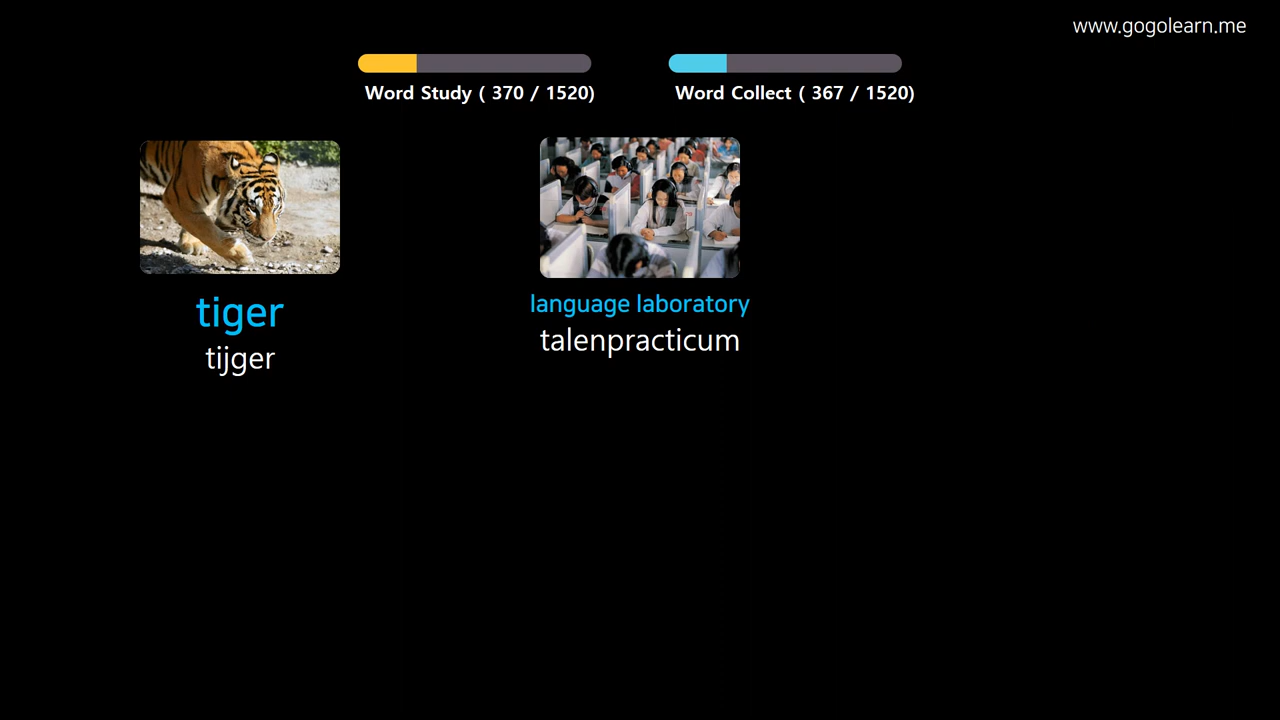 www.gogolearn.me
Word Study ( 370 / 1520)
Word Collect ( 367 / 1520)
tiger
tijger
language laboratory
talenpracticum